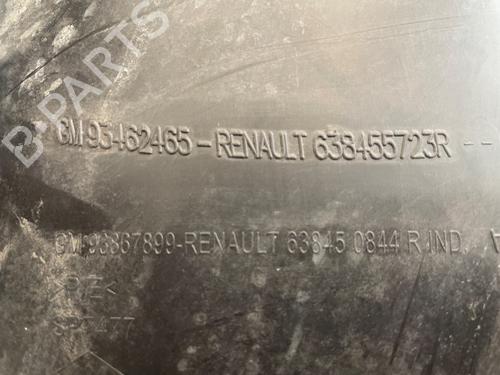 B-PARTS
GM 93462465-RENAULT 638455723R --
GM 93867899-RENAULT 63845 0844 R IND. A